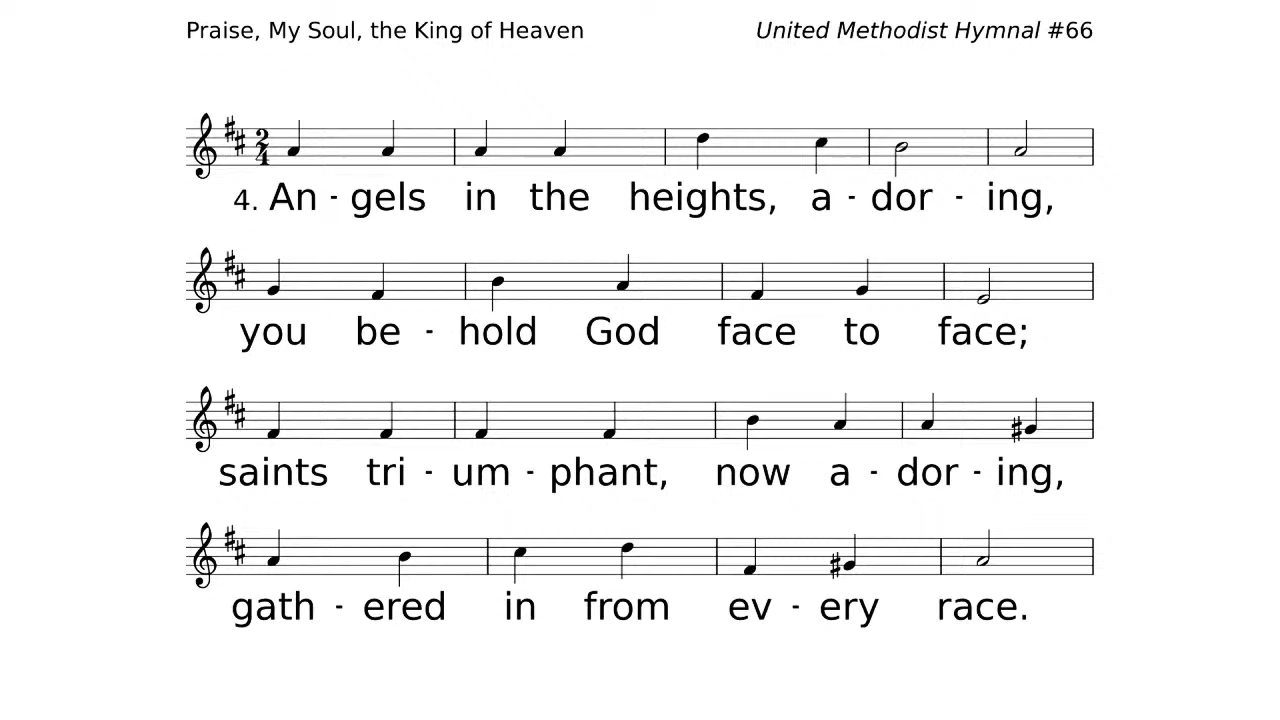 Praise, My Soul, the King of Heaven United Methodist Hymnal #66
2
4
4. An - gels in the heights, a - dor - ing,
you be - hold God face to face;
saints tri - um - phant, now a - dor - ing,
gath - ered in from ev - ery race.